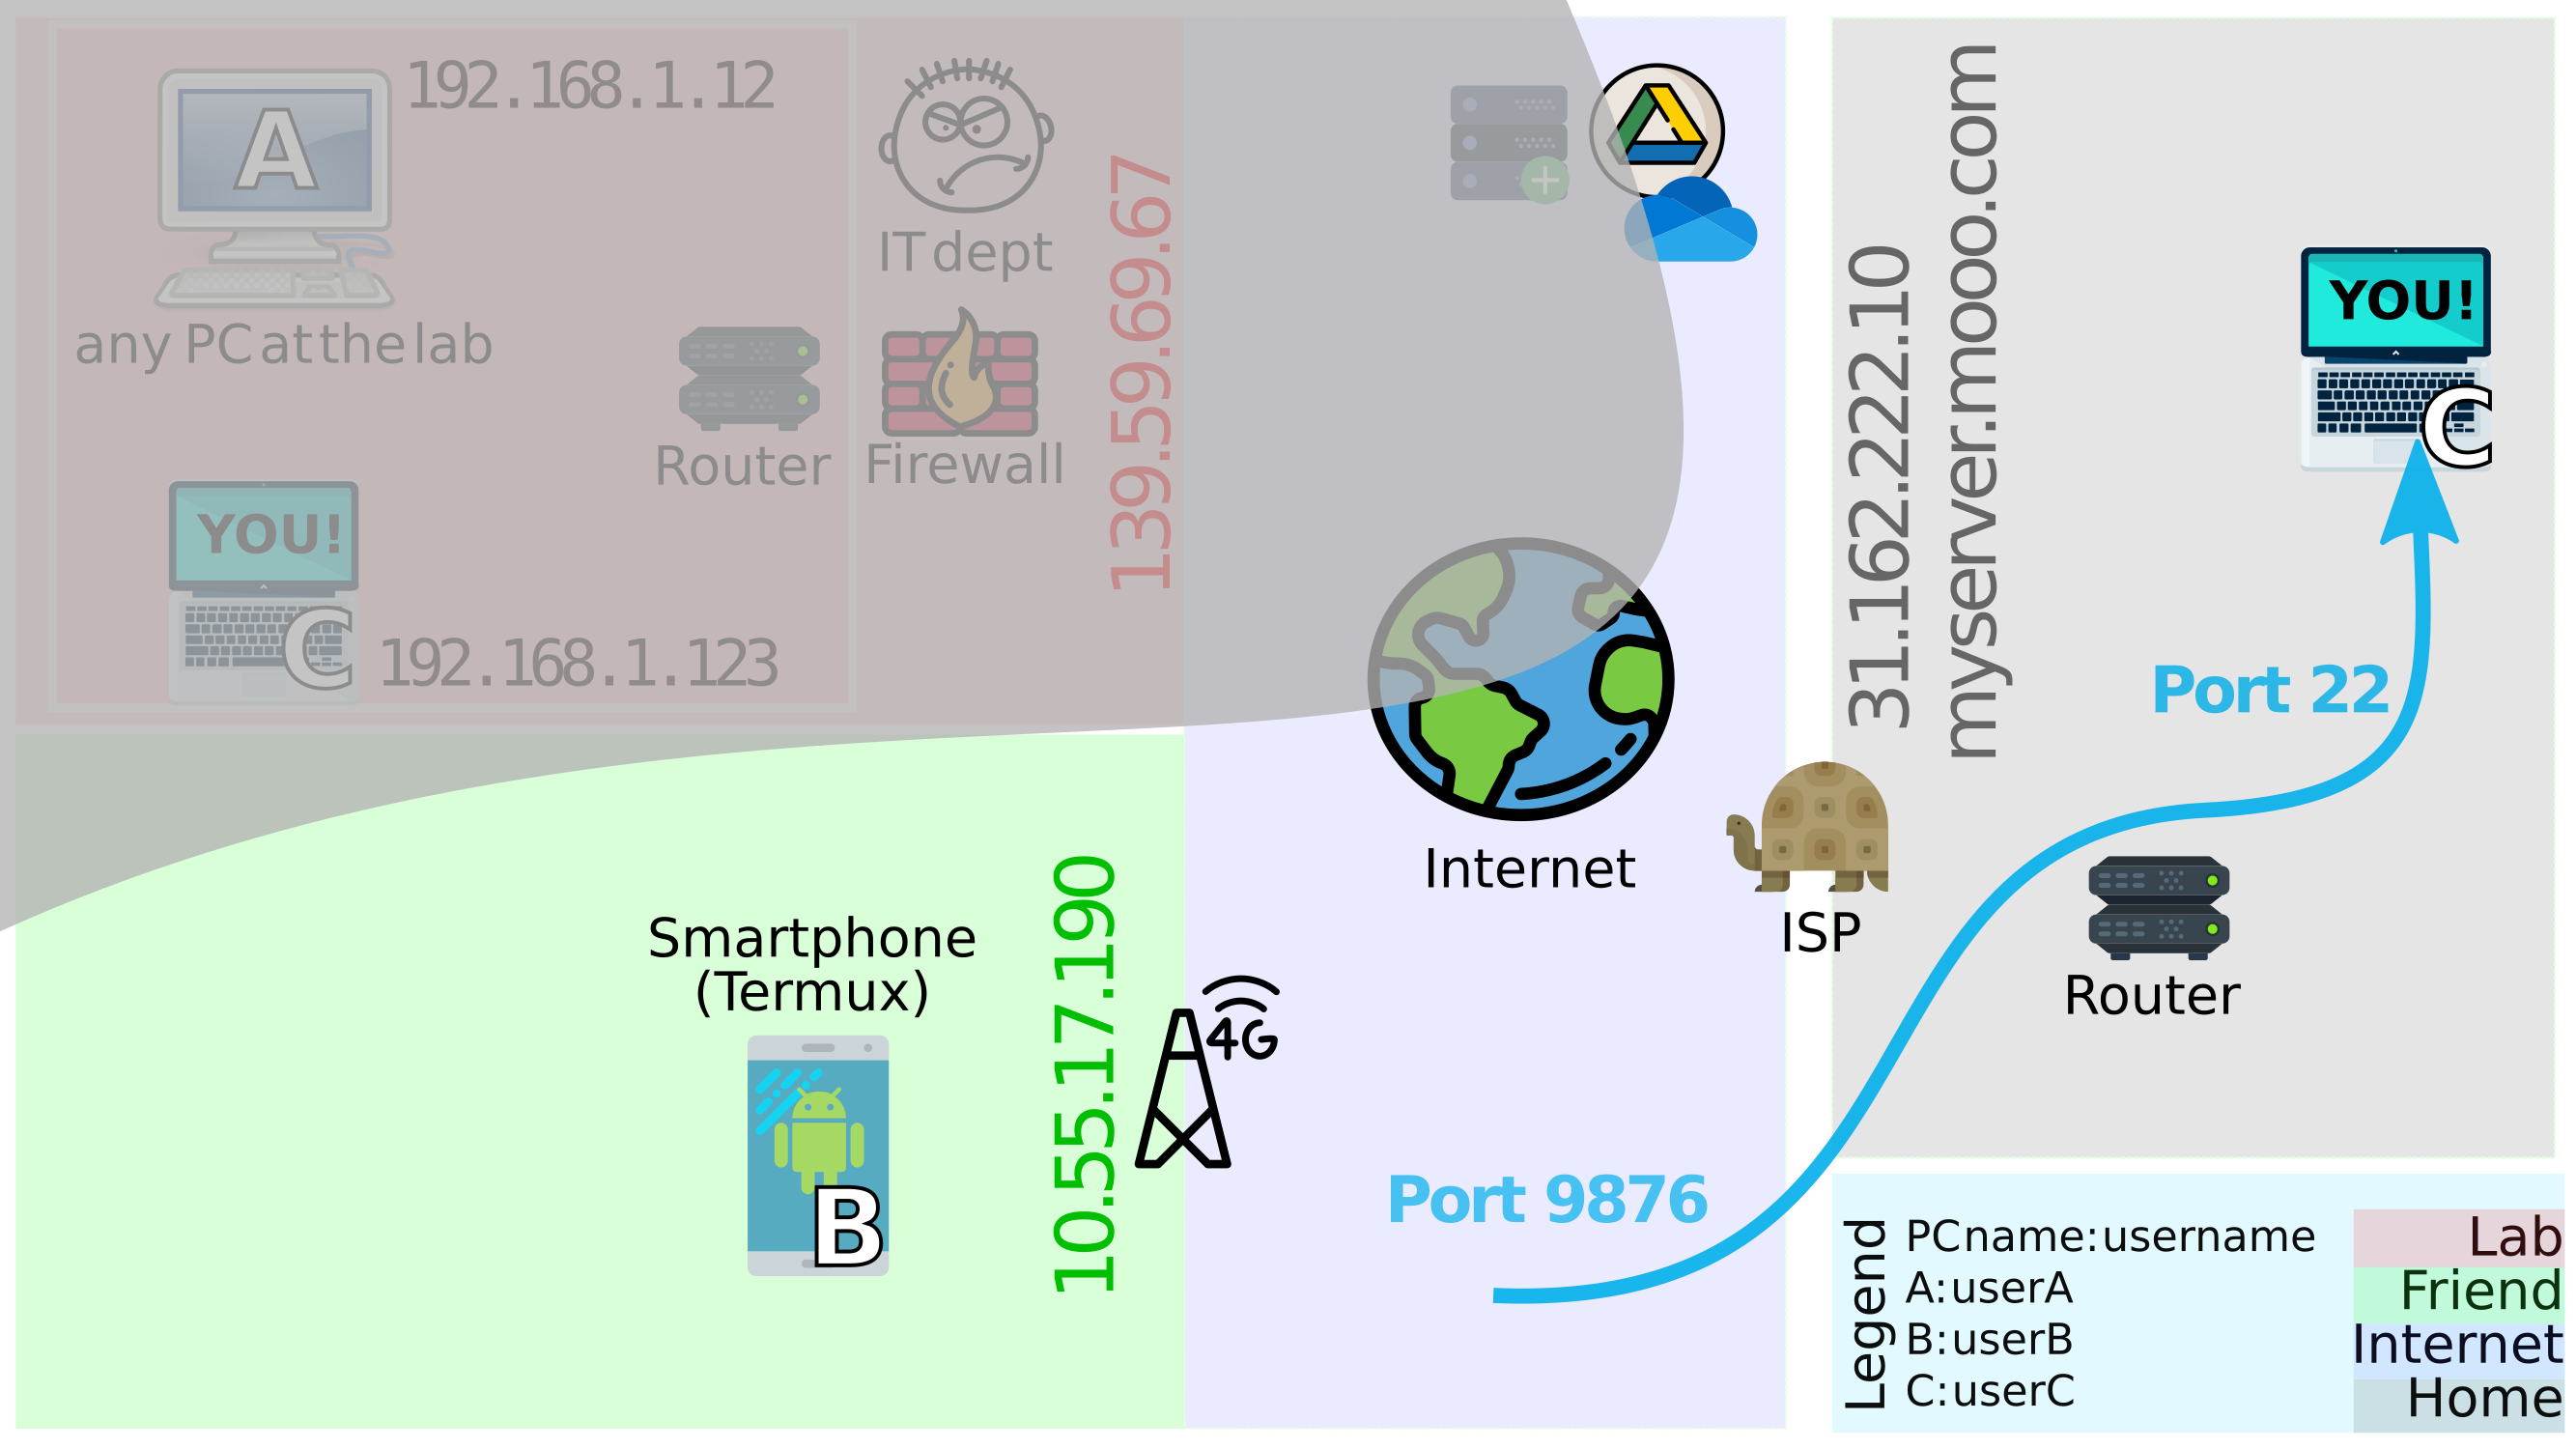 A
192.168.1.12
any PC at the lab
IT dept
Router
Firewall
139.59.69.67
YOU!
C
192.168.1.123
Internet
ISP
31.162.222.10
myserver.mooo.com
YOU!
C
Port 22
Router
Smartphone
(Termux)
B
10.55.17.190
4G
Port 9876
Legend
PCname:username
A:userA
B:userB
C:userC
Lab
Friend
Internet
Home